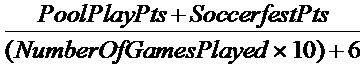 PoolPlayPts + SoccerfestPts
(NumberOfGamesPlayed × 10) + 6